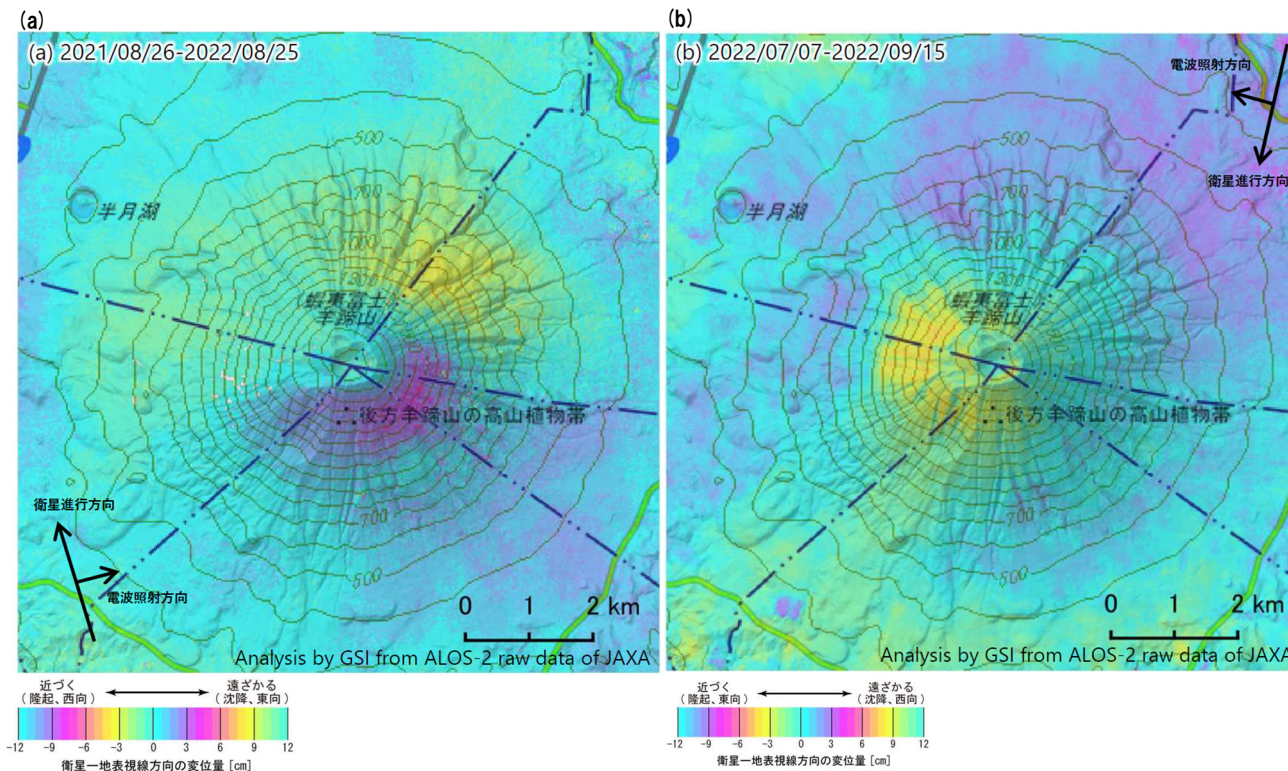 (a)
(a) 2021/08/26-2022/08/25
500
700
半月湖
1000
1300
蝦夷富士
羊蹄山
後方羊蹄山の高山植物帯
700
500
衛星進行方向
電波照射方向
0 1 2 km
Analysis by GSI from ALOS-2 raw data of JAXA
近づく
(隆起、西向)
遠ざかる
(沈降、東向)
-12 -9 -6 -3 0 3 6 9 12
衛星ー地表視線方向の変位量 [cm]
(b)
(b) 2022/07/07-2022/09/15
電波照射方向
衛星進行方向
500
700
半月湖
1000
1300
蝦夷富士
羊蹄山
後方羊蹄山の高山植物帯
700
500
0 1 2 km
Analysis by GSI from ALOS-2 raw data of JAXA
近づく
(隆起、東向)
遠ざかる
(沈降、西向)
-12 -9 -6 -3 0 3 6 9 12
衛星ー地表視線方向の変位量 [cm]